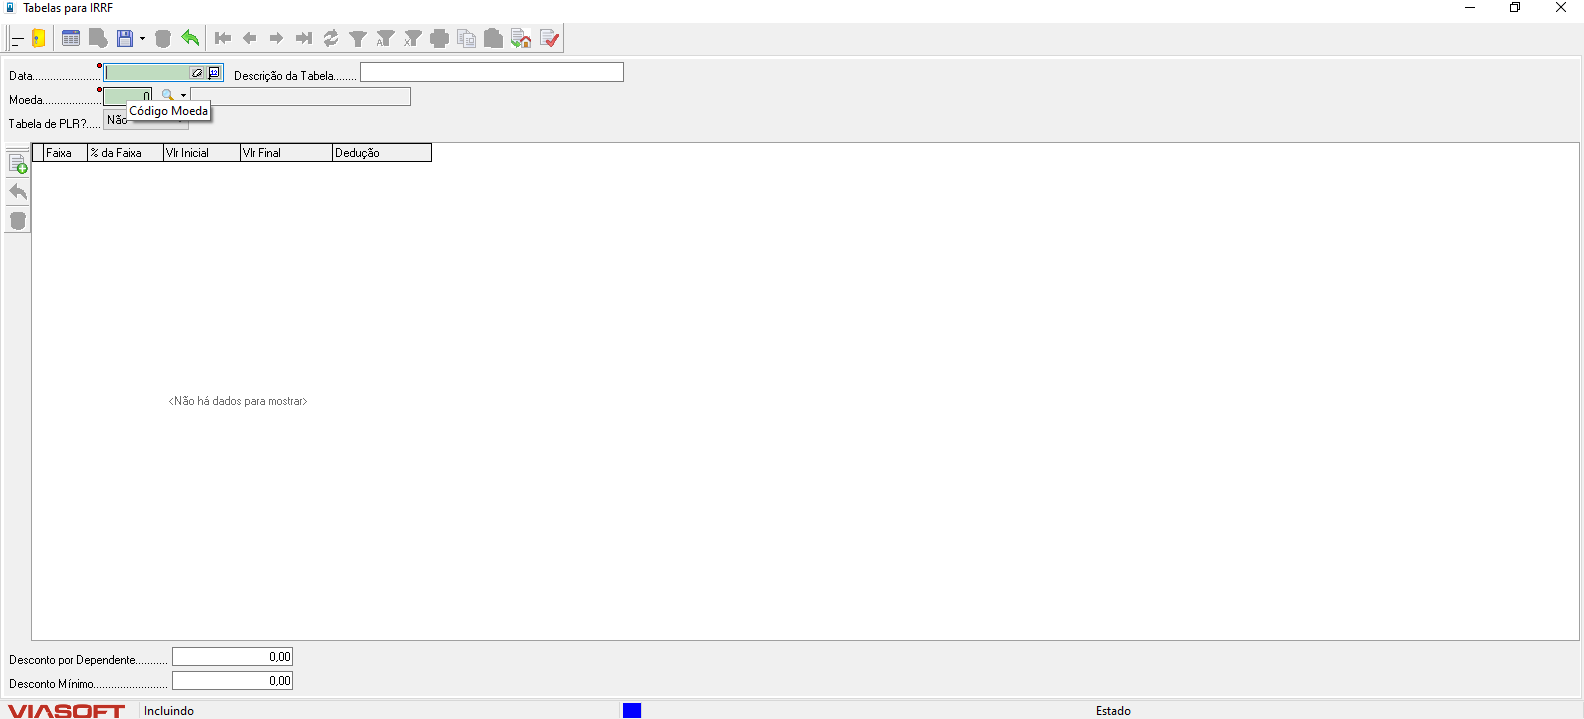 Tabelas para IRRF
Data...................... Descrição da Tabela........
Moeda................... 0
Código Moeda
Tabela de PLR?..... Não
Faixa % da Faixa Vlr Inicial Vlr Final Dedução
<Não há dados para mostrar>
Desconto por Dependente........... 0,00
Desconto Mínimo......................... 0,00
VIASOFT Incluindo Estado